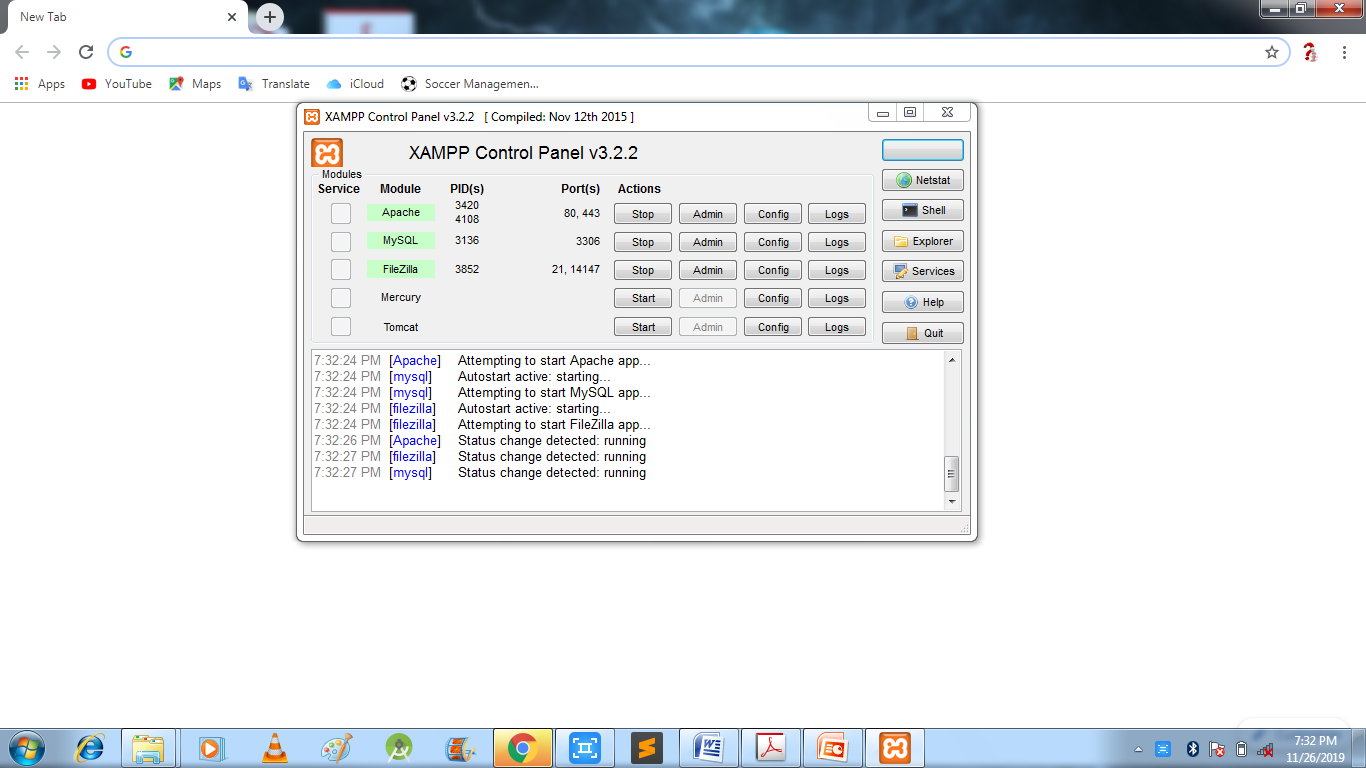 New Tab
Apps YouTube Maps Translate iCloud Soccer Managemen...
XAMPP Control Panel v3.2.2 [ Compiled: Nov 12th 2015 ]
XAMPP Control Panel v3.2.2
Modules
Service Module PID(s) Port(s) Actions
Apache 3420 4108 80, 443 Stop Admin Config Logs
MySQL 3136 3306 Stop Admin Config Logs
FileZilla 3852 21, 14147 Stop Admin Config Logs
Mercury Start Admin Config Logs
Tomcat Start Admin Config Logs
Netstat
Shell
Explorer
Services
Help
Quit
7:32:24 PM [Apache] Attempting to start Apache app...
7:32:24 PM [mysql] Autostart active: starting...
7:32:24 PM [mysql] Attempting to start MySQL app...
7:32:24 PM [filezilla] Autostart active: starting...
7:32:24 PM [filezilla] Attempting to start FileZilla app...
7:32:26 PM [Apache] Status change detected: running
7:32:27 PM [filezilla] Status change detected: running
7:32:27 PM [mysql] Status change detected: running
7:32 PM
11/26/2019